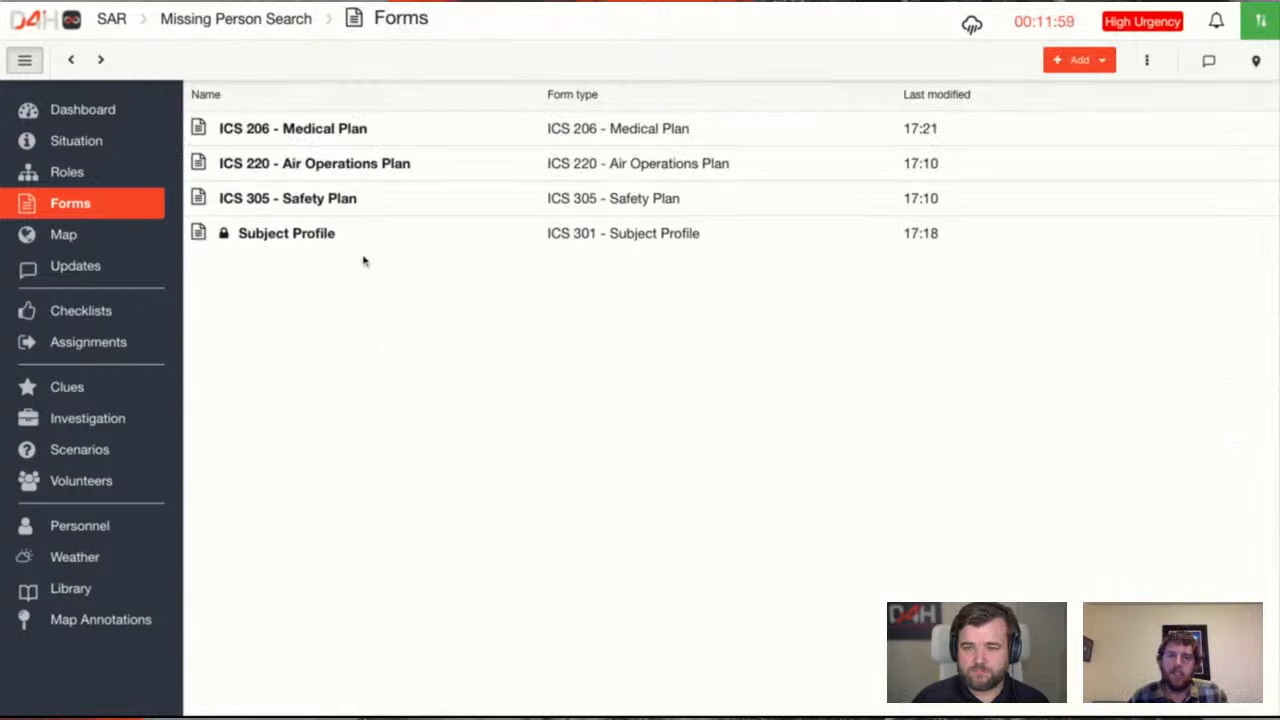 D4H SAR Missing Person Search Forms 00:11:59 High Urgency
Add
Dashboard
Situation
Roles
Forms
Map
Updates
Checklists
Assignments
Clues
Investigation
Scenarios
Volunteers
Personnel
Weather
Library
Map Annotations
Name Form type Last modified
ICS 206 - Medical Plan ICS 206 - Medical Plan 17:21
ICS 220 - Air Operations Plan ICS 220 - Air Operations Plan 17:10
ICS 305 - Safety Plan ICS 305 - Safety Plan 17:10
Subject Profile ICS 301 - Subject Profile 17:18
D4H